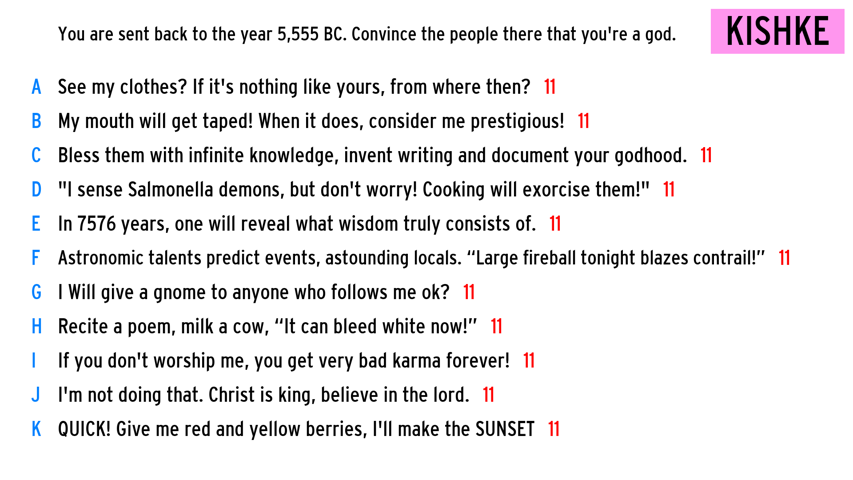 You are sent back to the year 5,555 BC. Convince the people there that you're a god.
KISHKE
A See my clothes? If it's nothing like yours, from where then? 11
B My mouth will get taped! When it does, consider me prestigious! 11
C Bless them with infinite knowledge, invent writing and document your godhood. 11
D "I sense Salmonella demons, but don't worry! Cooking will exorcise them!" 11
E In 7576 years, one will reveal what wisdom truly consists of. 11
F Astronomic talents predict events, astounding locals. “Large fireball tonight blazes contrail!” 11
G I Will give a gnome to anyone who follows me ok? 11
H Recite a poem, milk a cow, “It can bleed white now!” 11
I If you don't worship me, you get very bad karma forever! 11
J I'm not doing that. Christ is king, believe in the lord. 11
K QUICK! Give me red and yellow berries, I'll make the SUNSET 11